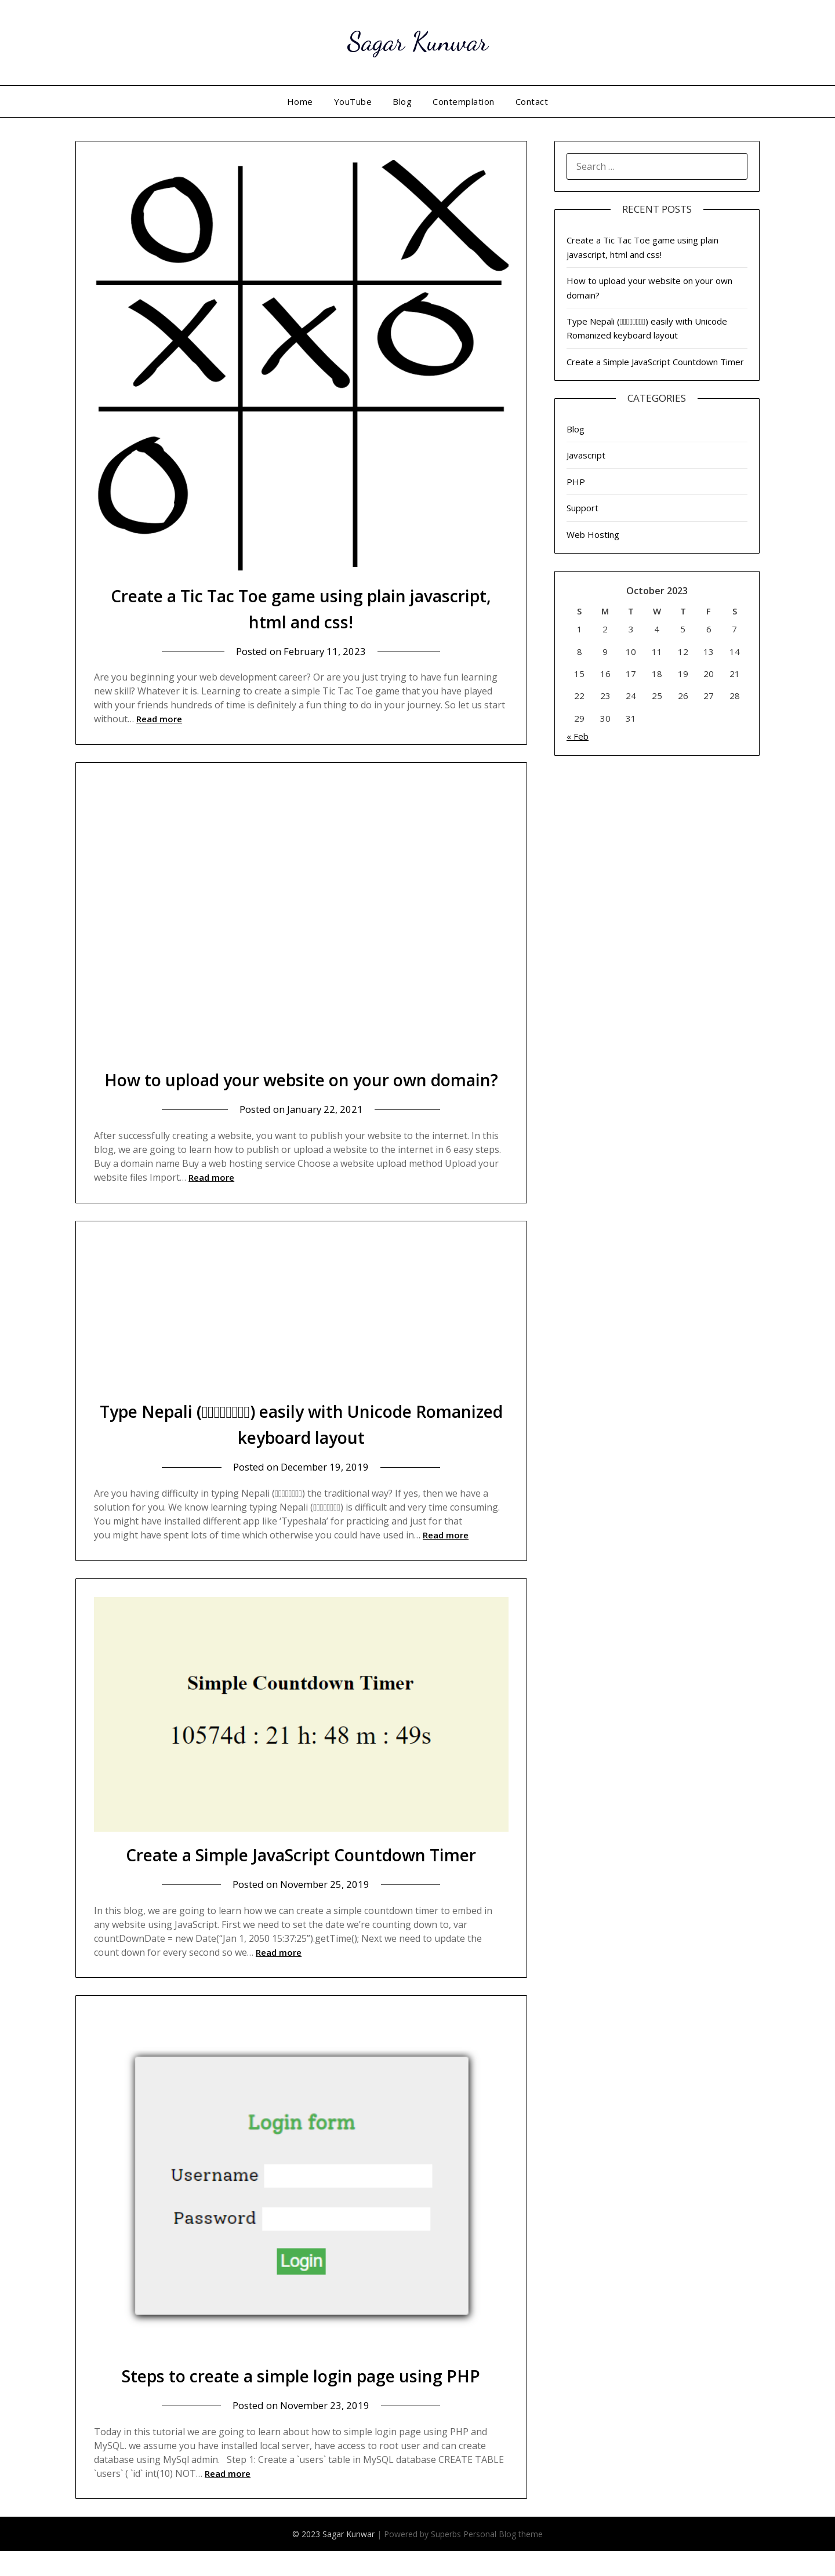 Sagar Kunwar
Home YouTube Blog Contemplation Contact
Create a Tic Tac Toe game using plain javascript,
html and css!
Posted on February 11, 2023
Are you beginning your web development career? Or are you just trying to have fun learning
new skill? Whatever it is. Learning to create a simple Tic Tac Toe game that you have played
with your friends hundreds of time is definitely a fun thing to do in your journey. So let us start
without… Read more
How to upload your website on your own domain?
Posted on January 22, 2021
After successfully creating a website, you want to publish your website to the internet. In this
blog, we are going to learn how to publish or upload a website to the internet in 6 easy steps.
Buy a domain name Buy a web hosting service Choose a website upload method Upload your
website files Import… Read more
Type Nepali () easily with Unicode Romanized
keyboard layout
Posted on December 19, 2019
Are you having difficulty in typing Nepali () the traditional way? If yes, then we have a
solution for you. We know learning typing Nepali () is difficult and very time consuming.
You might have installed different app like ‘Typeshala’ for practicing and just for that
you might have spent lots of time which otherwise you could have used in… Read more
Simple Countdown Timer
10574d : 21 h: 48 m : 49s
Create a Simple JavaScript Countdown Timer
Posted on November 25, 2019
In this blog, we are going to learn how we can create a simple countdown timer to embed in
any website using JavaScript. First we need to set the date we’re counting down to, var
countDownDate = new Date(“Jan 1, 2050 15:37:25”).getTime(); Next we need to update the
count down for every second so we… Read more
Login form
Username
Password
Login
Steps to create a simple login page using PHP
Posted on November 23, 2019
Today in this tutorial we are going to learn about how to simple login page using PHP and
MySQL. we assume you have installed local server, have access to root user and can create
database using MySql admin.   Step 1: Create a `users` table in MySQL database CREATE TABLE
`users` ( `id` int(10) NOT… Read more
Search …
RECENT POSTS
Create a Tic Tac Toe game using plain
javascript, html and css!
How to upload your website on your own
domain?
Type Nepali () easily with Unicode
Romanized keyboard layout
Create a Simple JavaScript Countdown Timer
CATEGORIES
Blog
Javascript
PHP
Support
Web Hosting
October 2023
S M T W T F S
1 2 3 4 5 6 7
8 9 10 11 12 13 14
15 16 17 18 19 20 21
22 23 24 25 26 27 28
29 30 31
« Feb
© 2023 Sagar Kunwar | Powered by Superbs Personal Blog theme